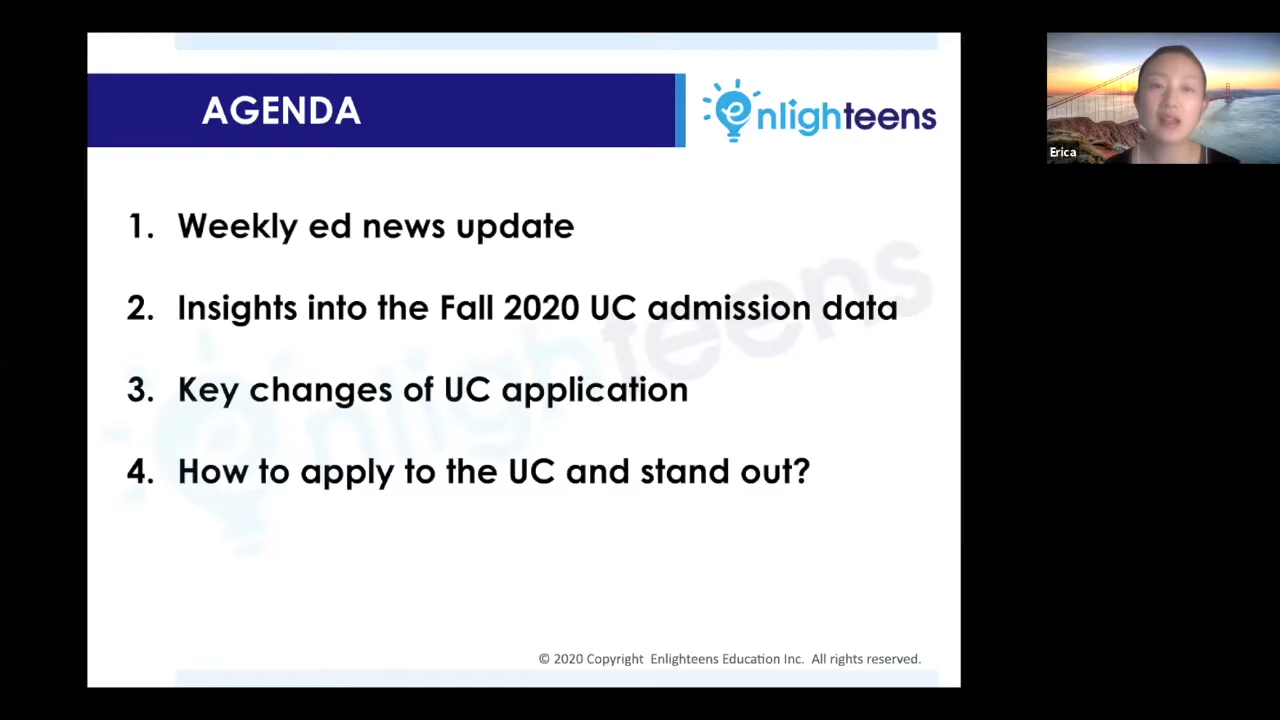 AGENDA
enlighteens
Erica
1. Weekly ed news update
2. Insights into the Fall 2020 UC admission data
3. Key changes of UC application
4. How to apply to the UC and stand out?
enlighteens
© 2020 Copyright Enlighteens Education Inc. All rights reserved.